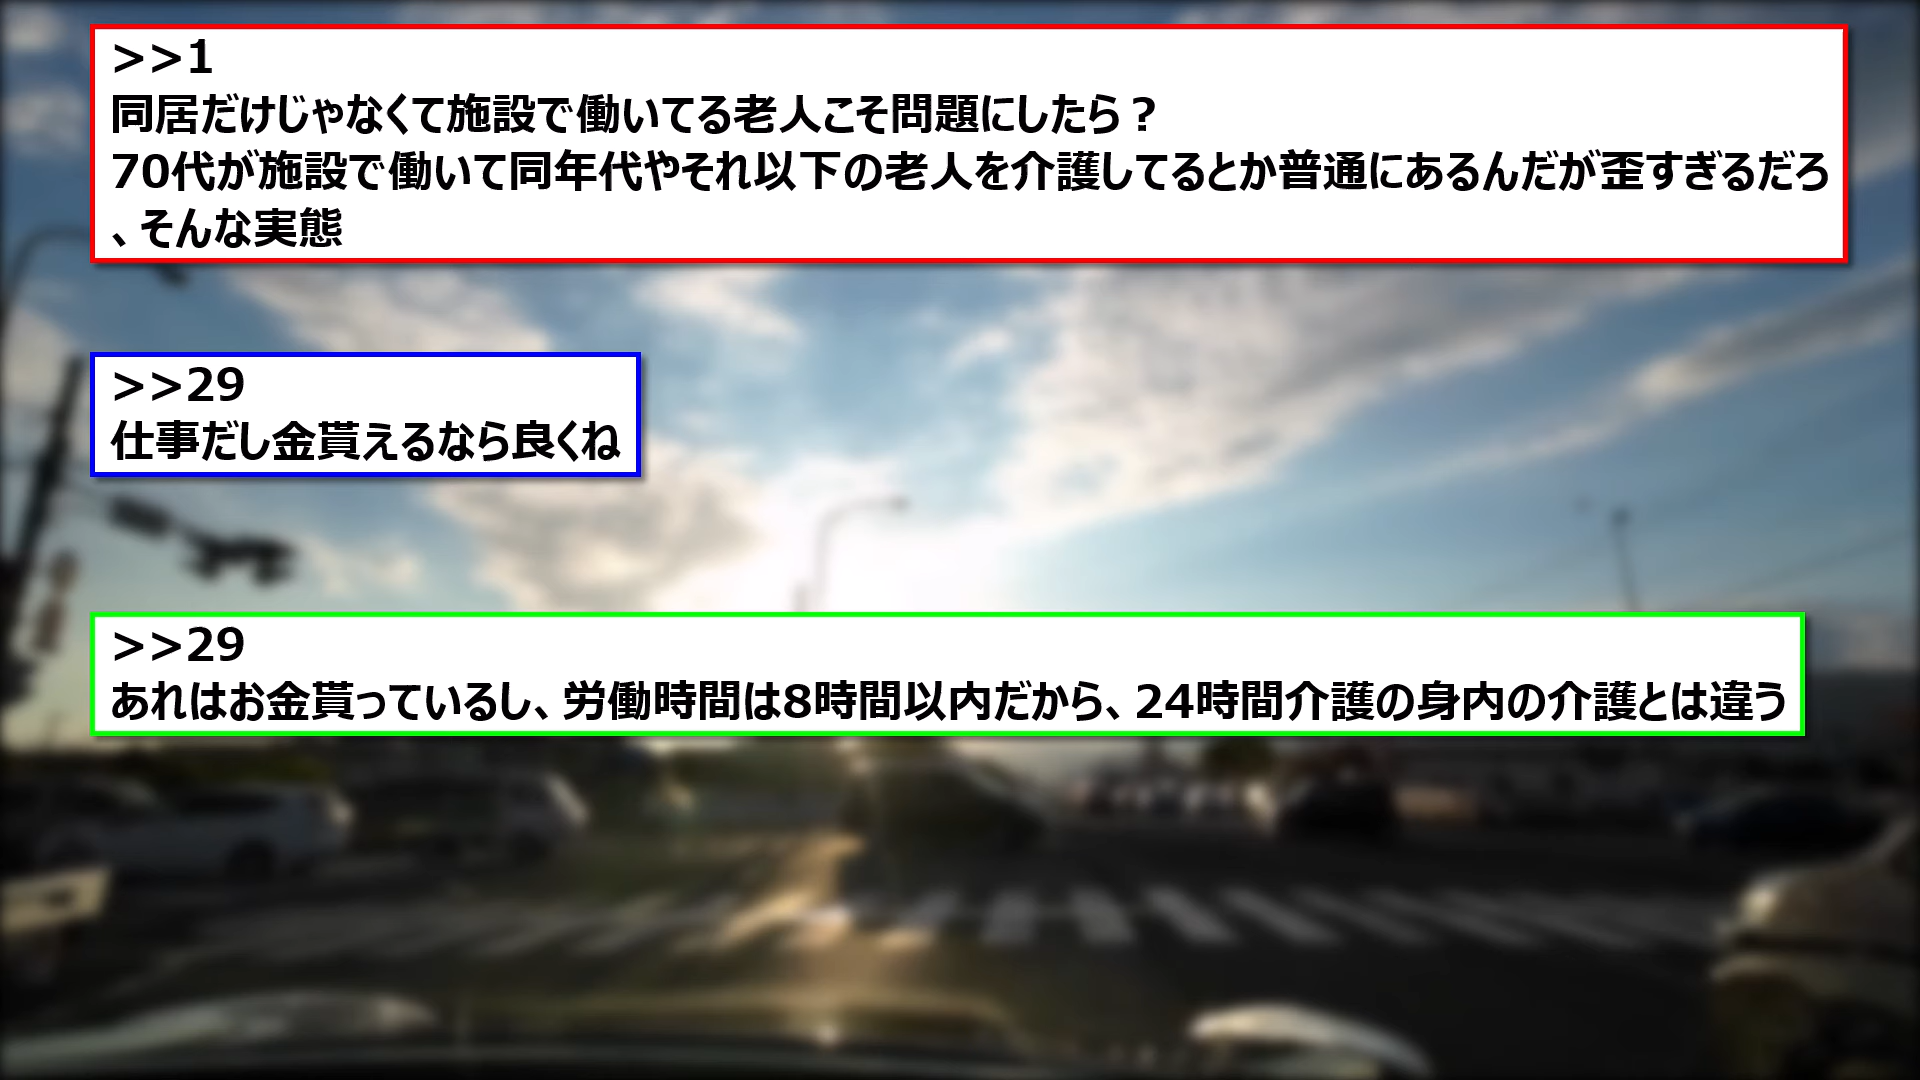 >>1
同居だけじゃなくて施設で働いてる老人こそ問題にしたら？
70代が施設で働いて同年代やそれ以下の老人を介護してるとか普通にあるんだが歪すぎるだろ
、そんな実態
>>29
仕事だし金貰えるなら良くね
>>29
あれはお金貰っているし、労働時間は8時間以内だから、24時間介護の身内の介護とは違う